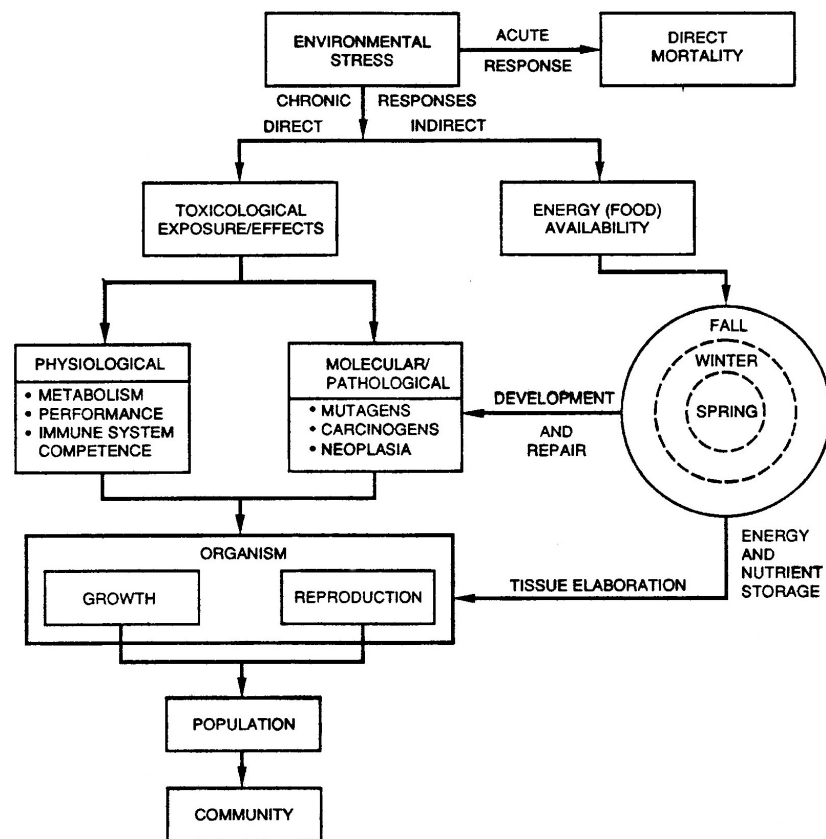 ENVIRONMENTAL
STRESS
ACUTE
RESPONSE
DIRECT
MORTALITY
CHRONIC RESPONSES
DIRECT
INDIRECT
TOXICOLOGICAL
EXPOSURE/EFFECTS
ENERGY (FOOD)
AVAILABILITY
PHYSIOLOGICAL
• METABOLISM
• PERFORMANCE
• IMMUNE SYSTEM
COMPETENCE
MOLECULAR/
PATHOLOGICAL
• MUTAGENS
• CARCINOGENS
• NEOPLASIA
DEVELOPMENT
AND
REPAIR
FALL
WINTER
SPRING
ORGANISM
GROWTH
REPRODUCTION
TISSUE ELABORATION
ENERGY
AND
NUTRIENT
STORAGE
POPULATION
COMMUNITY